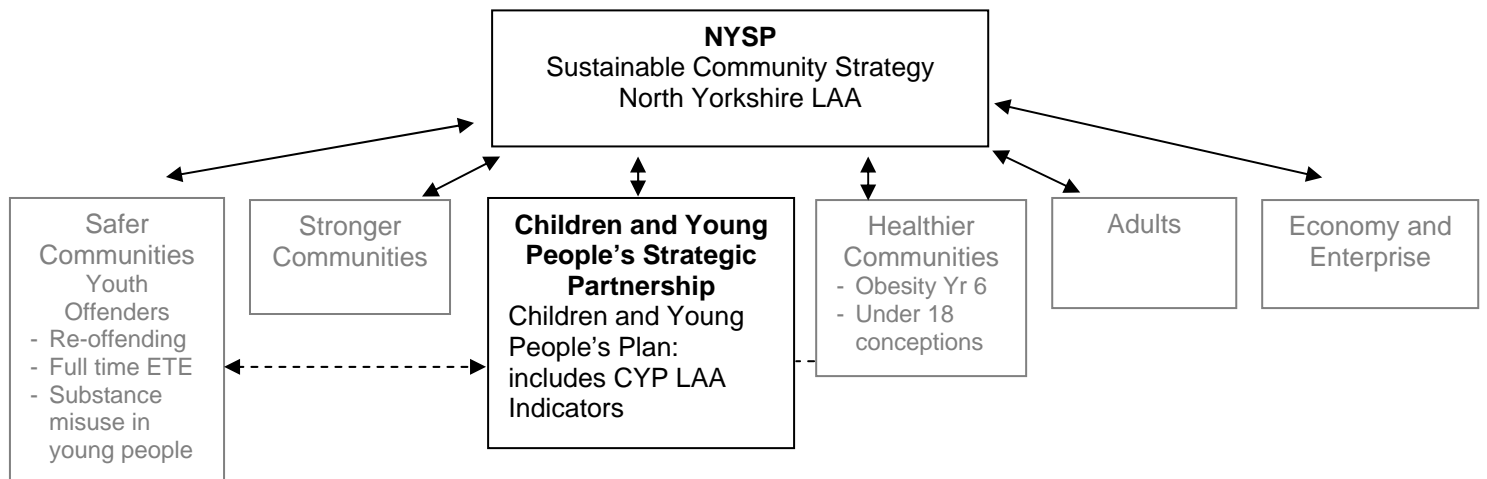 NYSP
Sustainable Community Strategy
North Yorkshire LAA
Safer
Communities
Youth
Offenders
- Re-offending
- Full time ETE
- Substance
misuse in
young people
Stronger
Communities
Children and Young
People’s Strategic
Partnership
Children and Young
People’s Plan:
includes CYP LAA
Indicators
Healthier
Communities
- Obesity Yr 6
- Under 18
conceptions
Adults
Economy and
Enterprise